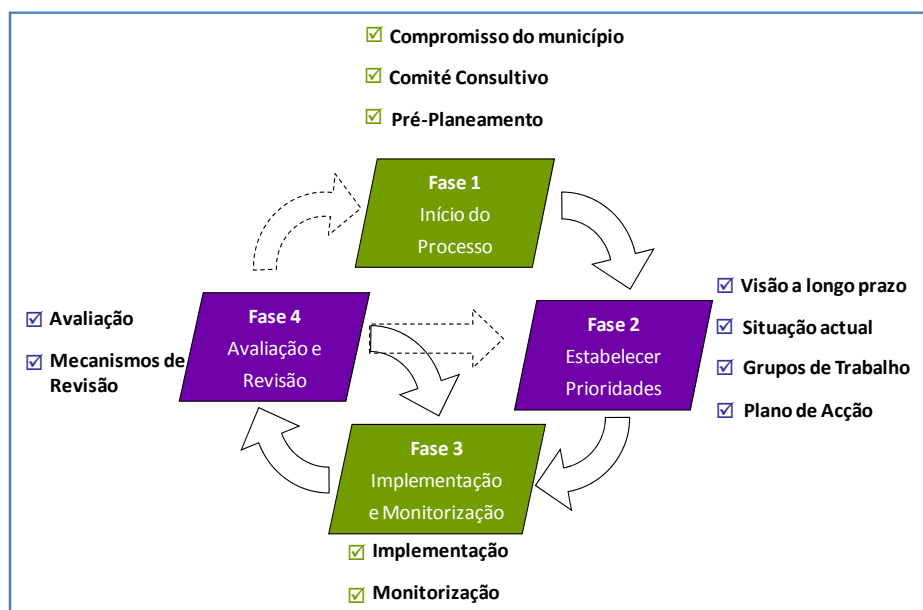 Compromisso do município
Comité Consultivo
Pré-Planeamento
Fase 1
Início do
Processo
Visão a longo prazo
Situação actual
Grupos de Trabalho
Plano de Acção
Fase 2
Estabelecer
Prioridades
Fase 4
Avaliação e
Revisão
Avaliação
Mecanismos de
Revisão
Fase 3
Implementação
e Monitorização
Implementação
Monitorização